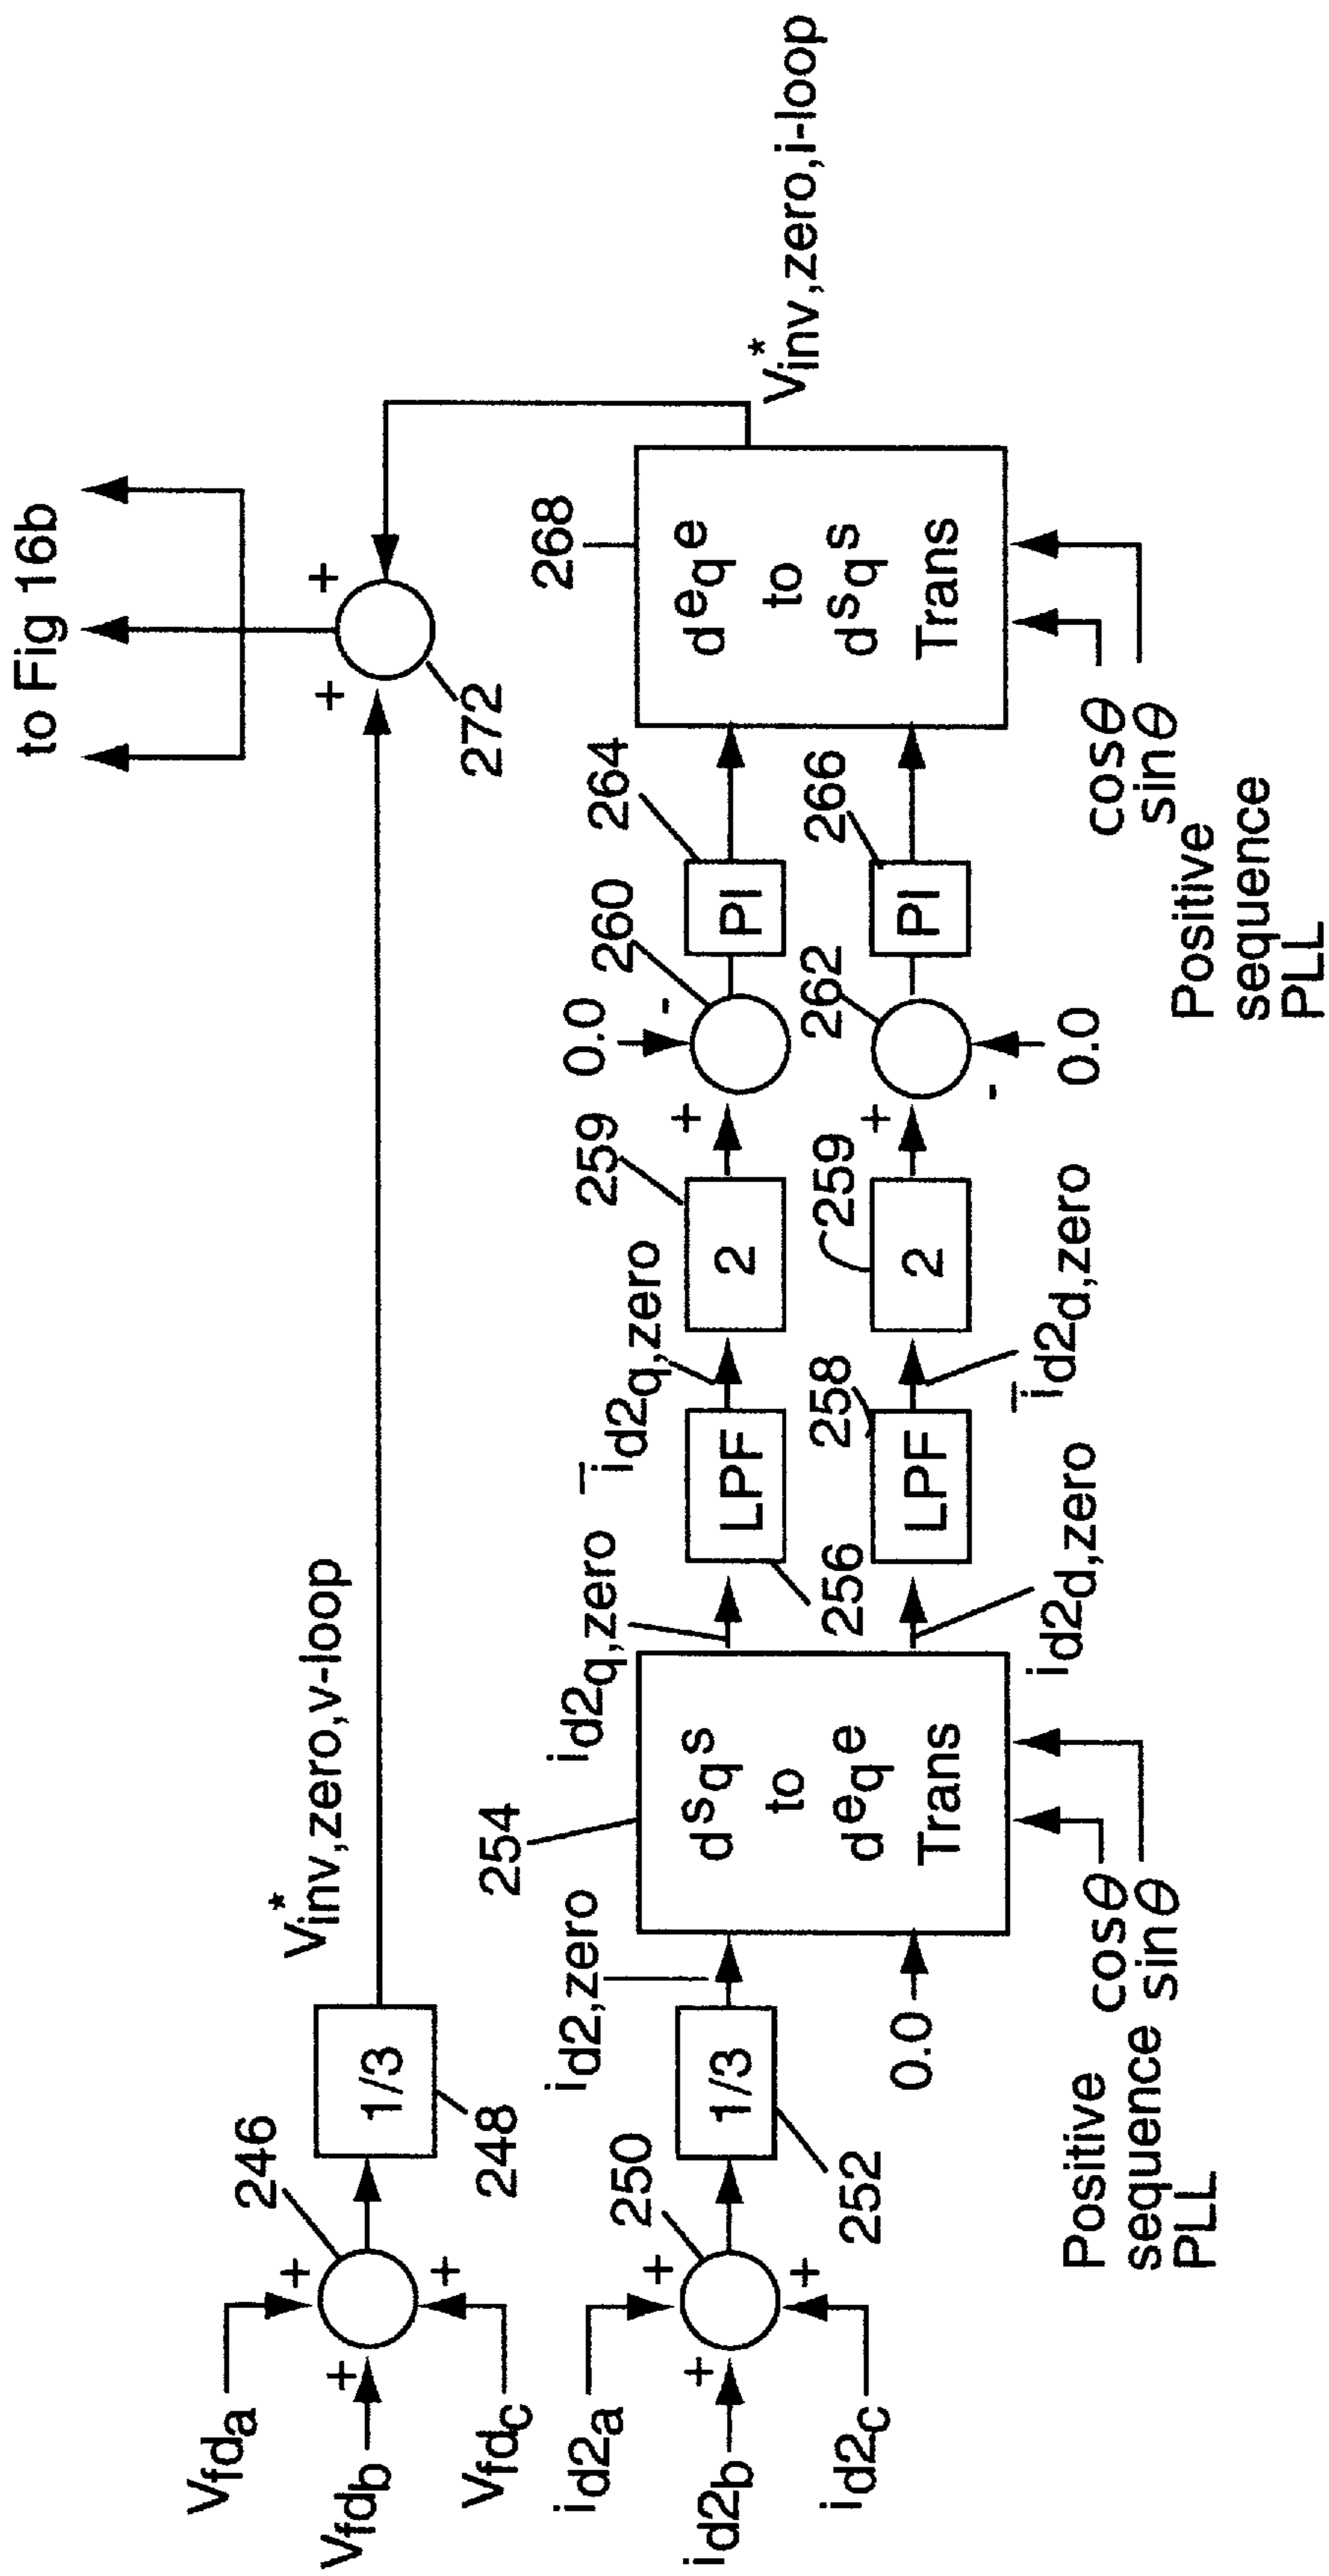 to Fig 16b
V*inv,zero,v-loop
246
Vfda
+
Vfdb
+
Vfdc
+
1/3
248
+
+
272
id2a
+
id2b
+
id2c
+
250
1/3
252
id2,zero
0.0
254
dsqs
to
deqe
Trans
Positive
sequence
PLL
cosθ
sinθ
id2q,zero
id2d,zero
LPF
256
LPF
258
īd2q,zero
īd2d,zero
2
259
2
259
+
0.0
-
260
+
0.0
-
262
PI
264
PI
266
268
deqe
to
dsqs
Trans
cosθ
sinθ
Positive
sequence
PLL
V*inv,zero,i-loop